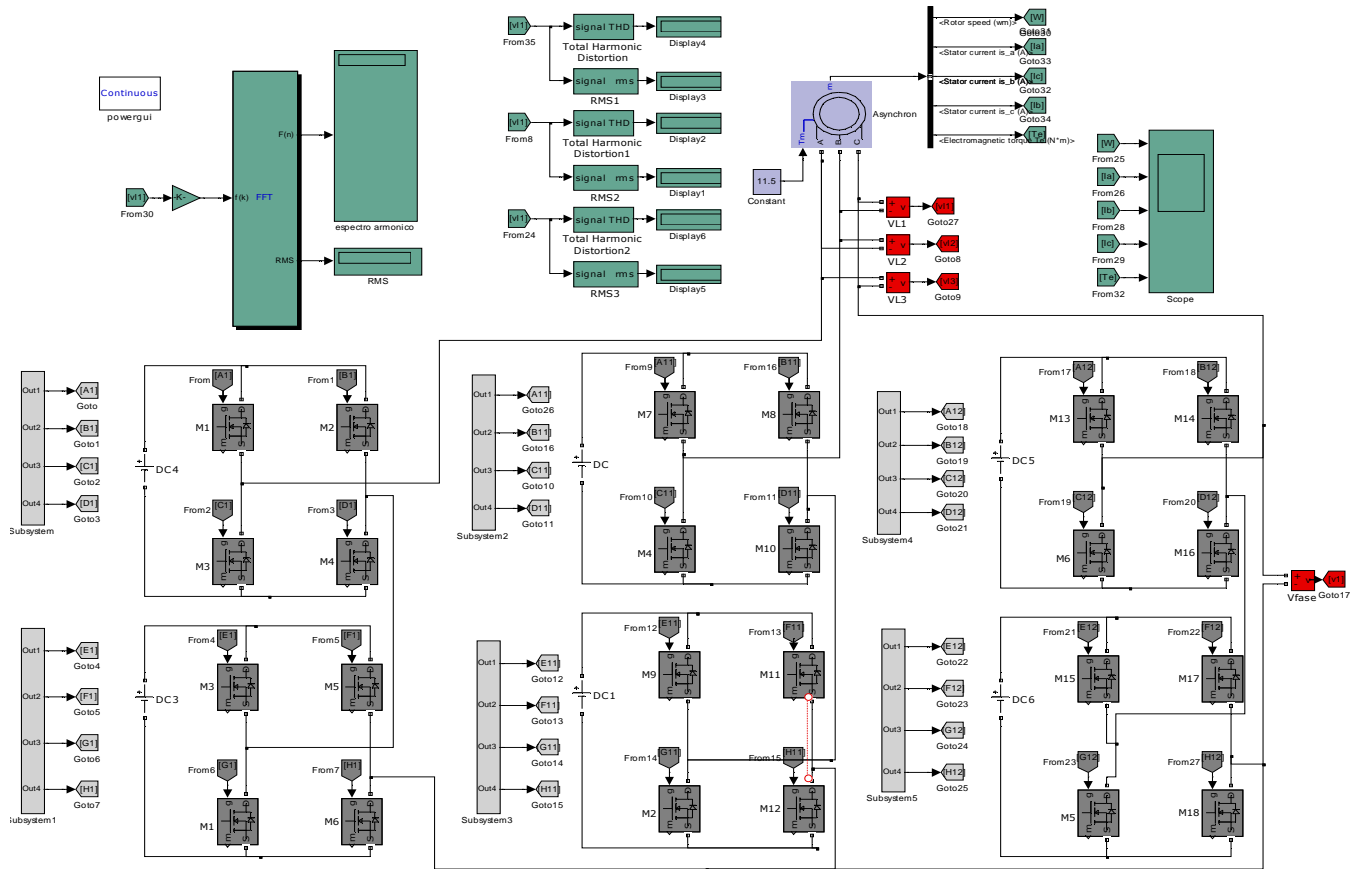 Continuous
powergui
[vl1]
From30
-K-
f(k)
FFT
F(n)
RMS
espectro armonico
RMS
[vl1]
From35
signal THD
Total Harmonic
Distortion
Display4
signal rms
RMS1
Display3
[vl1]
From8
signal THD
Total Harmonic
Distortion1
Display2
signal rms
RMS2
Display1
[vl1]
From24
signal THD
Total Harmonic
Distortion2
Display6
signal rms
RMS3
Display5
11.5
Constant
Tm
m
A
B
C
Asynchron
<Rotor speed (wm)>
[W]
<Stator current is_a (A)>
[Ia]
Goto33
<Stator current is_b (A)>
[Ic]
Goto32
<Stator current is_c (A)>
[Ib]
Goto34
<Electromagnetic torque Te (N*m)>
[Te]
VL1
[vl1]
Goto27
VL2
[vl2]
Goto8
VL3
[vl3]
Goto9
[W]
From25
[Ia]
From26
[Ib]
From28
[Ic]
From29
[Te]
From32
Scope
Out1
[A1]
Goto
Out2
[B1]
Goto1
Out3
[C1]
Goto2
Out4
[D1]
Goto3
Subsystem
DC4
From
[A1]
M1
From1
[B1]
M2
From2
[C1]
M3
From3
[D1]
M4
Out1
[A11]
Goto26
Out2
[B11]
Goto16
Out3
[C11]
Goto10
Out4
[D11]
Goto11
Subsystem2
DC
From9
[A11]
M7
From16
[B11]
M8
From10
[C11]
M4
From11
[D11]
M10
Out1
[A12]
Goto18
Out2
[B12]
Goto19
Out3
[C12]
Goto20
Out4
[D12]
Goto21
Subsystem4
DC5
From17
[A12]
M13
From18
[B12]
M14
From19
[C12]
M6
From20
[D12]
M16
Vfase
[vl]
Goto17
Out1
[E1]
Goto4
Out2
[F1]
Goto5
Out3
[G1]
Goto6
Out4
[H1]
Goto7
Subsystem1
DC3
From4
[E1]
M3
From5
[F1]
M5
From6
[G1]
M1
From7
[H1]
M6
Out1
[E11]
Goto12
Out2
[F11]
Goto13
Out3
[G11]
Goto14
Out4
[H11]
Goto15
Subsystem3
DC1
From12
[E11]
M9
From13
[F11]
M11
From14
[G11]
M2
From15
[H11]
M12
Out1
[E12]
Goto22
Out2
[F12]
Goto23
Out3
[G12]
Goto24
Out4
[H12]
Goto25
Subsystem5
DC6
From21
[E12]
M15
From22
[F12]
M17
From23
[G12]
M5
From27
[H12]
M18